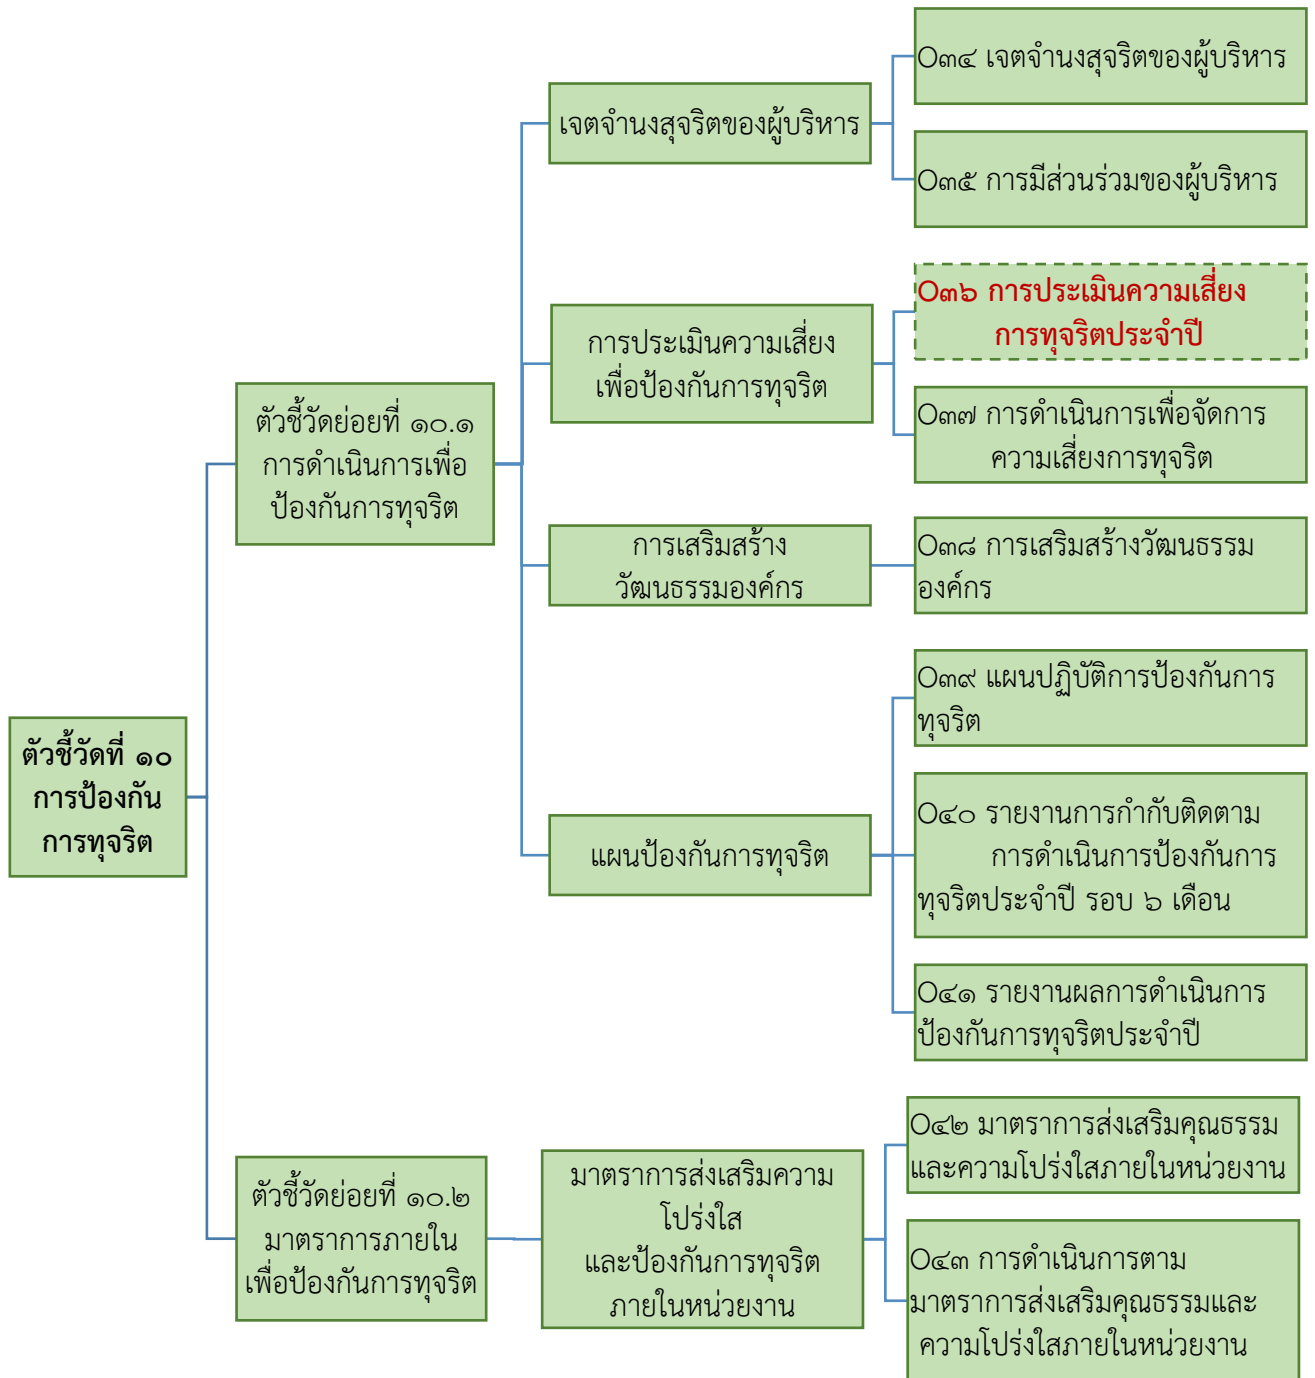 ตัวชี้วัดที่ ๑๐
การป้องกัน
การทุจริต
ตัวชี้วัดย่อยที่ ๑๐.๑
การดำเนินการเพื่อ
ป้องกันการทุจริต
เจตจำนงสุจริตของผู้บริหาร
O๓๔ เจตจำนงสุจริตของผู้บริหาร
O๓๕ การมีส่วนร่วมของผู้บริหาร
การประเมินความเสี่ยง
เพื่อป้องกันการทุจริต
O๓๖ การประเมินความเสี่ยง
การทุจริตประจำปี
O๓๗ การดำเนินการเพื่อจัดการ
ความเสี่ยงการทุจริต
การเสริมสร้าง
วัฒนธรรมองค์กร
O๓๘ การเสริมสร้างวัฒนธรรม
องค์กร
แผนป้องกันการทุจริต
O๓๙ แผนปฏิบัติการป้องกันการ
ทุจริต
O๔๐ รายงานการกำกับติดตาม
การดำเนินการป้องกันการ
ทุจริตประจำปี รอบ ๖ เดือน
O๔๑ รายงานผลการดำเนินการ
ป้องกันการทุจริตประจำปี
ตัวชี้วัดย่อยที่ ๑๐.๒
มาตราการภายใน
เพื่อป้องกันการทุจริต
มาตราการส่งเสริมความ
โปร่งใส
และป้องกันการทุจริต
ภายในหน่วยงาน
O๔๒ มาตราการส่งเสริมคุณธรรม
และความโปร่งใสภายในหน่วยงาน
O๔๓ การดำเนินการตาม
มาตราการส่งเสริมคุณธรรมและ
ความโปร่งใสภายในหน่วยงาน